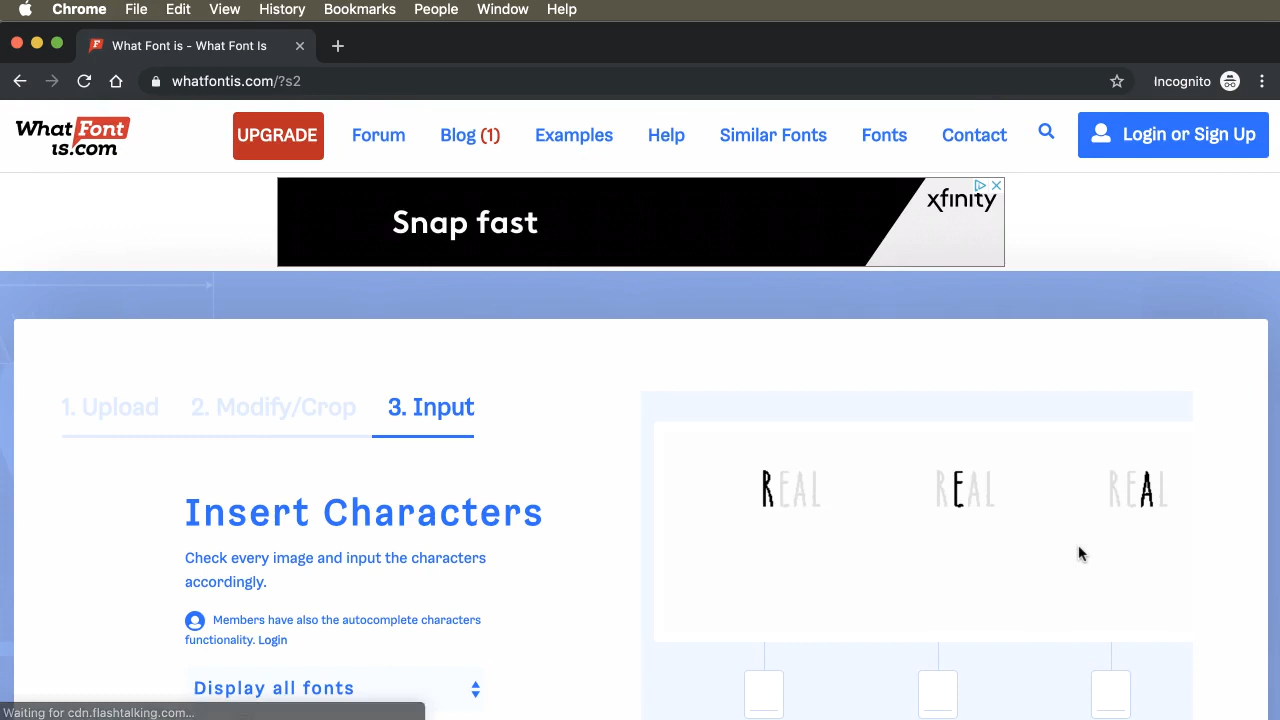 Chrome File Edit View History Bookmarks People Window Help
What Font is - What Font Is
whatfontis.com/?s2
Incognito
What Font is.com
UPGRADE Forum Blog (1) Examples Help Similar Fonts Fonts Contact Login or Sign Up
Snap fast
xfinity
1. Upload 2. Modify/Crop 3. Input
REAL REAL REAL
Insert Characters
Check every image and input the characters
accordingly.
Members have also the autocomplete characters
functionality. Login
Display all fonts
Waiting for cdn.flashtalking.com...